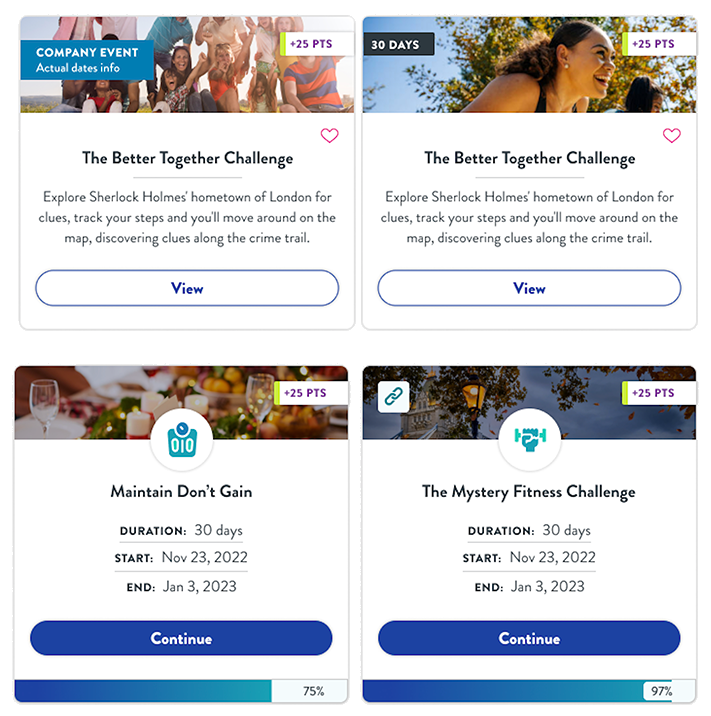 COMPANY EVENT
Actual dates info
+25 PTS
The Better Together Challenge
Explore Sherlock Holmes' hometown of London for
clues, track your steps and you'll move around on the
map, discovering clues along the crime trail.
View
30 DAYS
+25 PTS
The Better Together Challenge
Explore Sherlock Holmes' hometown of London for
clues, track your steps and you'll move around on the
map, discovering clues along the crime trail.
View
+25 PTS
010
Maintain Don't Gain
DURATION: 30 days
START: Nov 23, 2022
END: Jan 3, 2023
Continue
75%
+25 PTS
The Mystery Fitness Challenge
DURATION: 30 days
START: Nov 23, 2022
END: Jan 3, 2023
Continue
97%